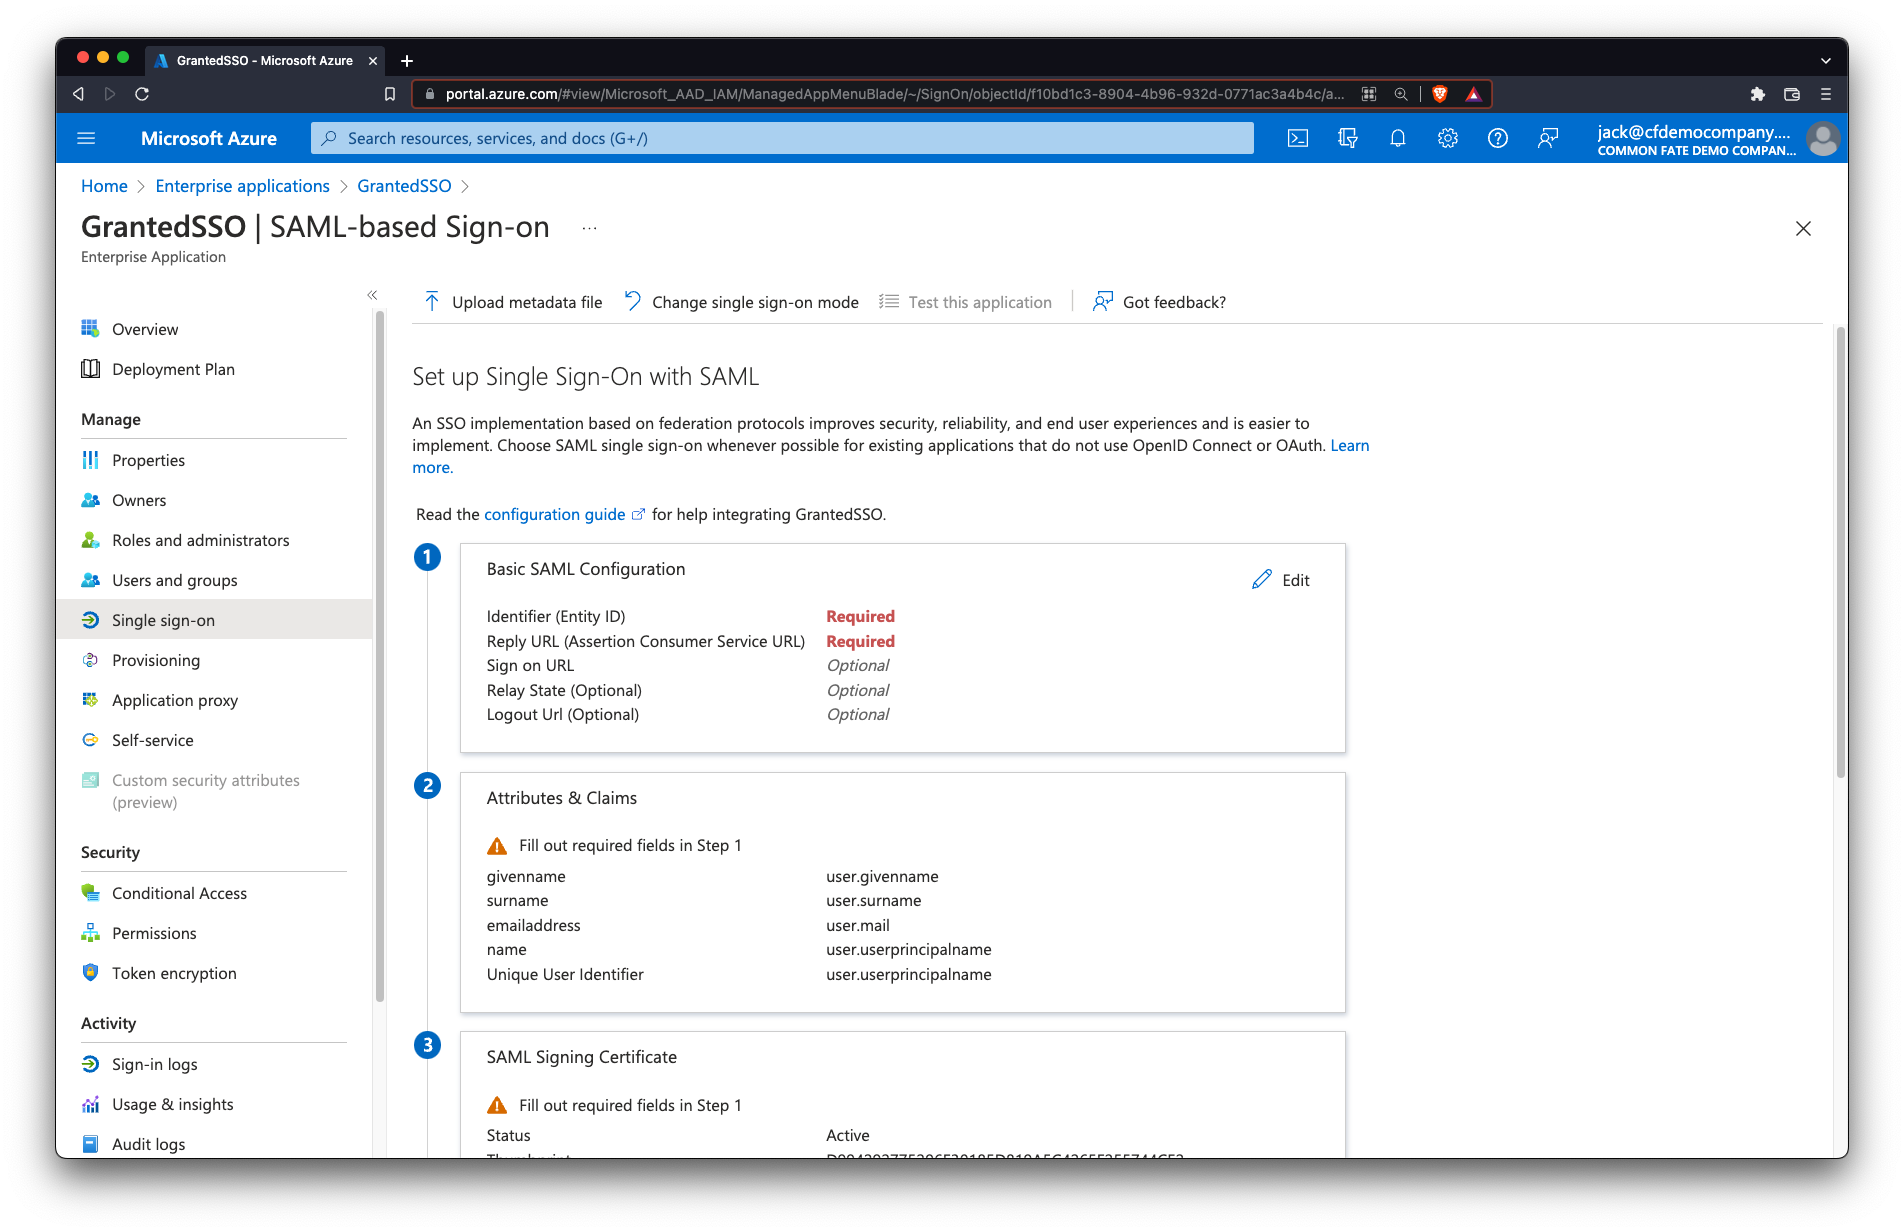 GrantedSSO - Microsoft Azure
portal.azure.com/#view/Microsoft_AAD_IAM/ManagedAppMenuBlade/~/SignOn/objectId/f10bd1c3-8904-4b96-932d-0771ac3a4b4c/a...
Microsoft Azure
Search resources, services, and docs (G+/)
jack@cfdemocompany....
COMMON FATE DEMO COMPAN...
Home > Enterprise applications > GrantedSSO >
GrantedSSO | SAML-based Sign-on ...
Enterprise Application
Overview
Deployment Plan
Manage
Properties
Owners
Roles and administrators
Users and groups
Single sign-on
Provisioning
Application proxy
Self-service
Custom security attributes
(preview)
Security
Conditional Access
Permissions
Token encryption
Activity
Sign-in logs
Usage & insights
Audit logs
Upload metadata file Change single sign-on mode Test this application Got feedback?
Set up Single Sign-On with SAML
An SSO implementation based on federation protocols improves security, reliability, and end user experiences and is easier to
implement. Choose SAML single sign-on whenever possible for existing applications that do not use OpenID Connect or OAuth. Learn
more.
Read the configuration guide for help integrating GrantedSSO.
1
Basic SAML Configuration
Edit
Identifier (Entity ID) Required
Reply URL (Assertion Consumer Service URL) Required
Sign on URL Optional
Relay State (Optional) Optional
Logout Url (Optional) Optional
2
Attributes & Claims
Fill out required fields in Step 1
givenname user.givenname
surname user.surname
emailaddress user.mail
name user.userprincipalname
Unique User Identifier user.userprincipalname
3
SAML Signing Certificate
Fill out required fields in Step 1
Status Active
Thumbprint